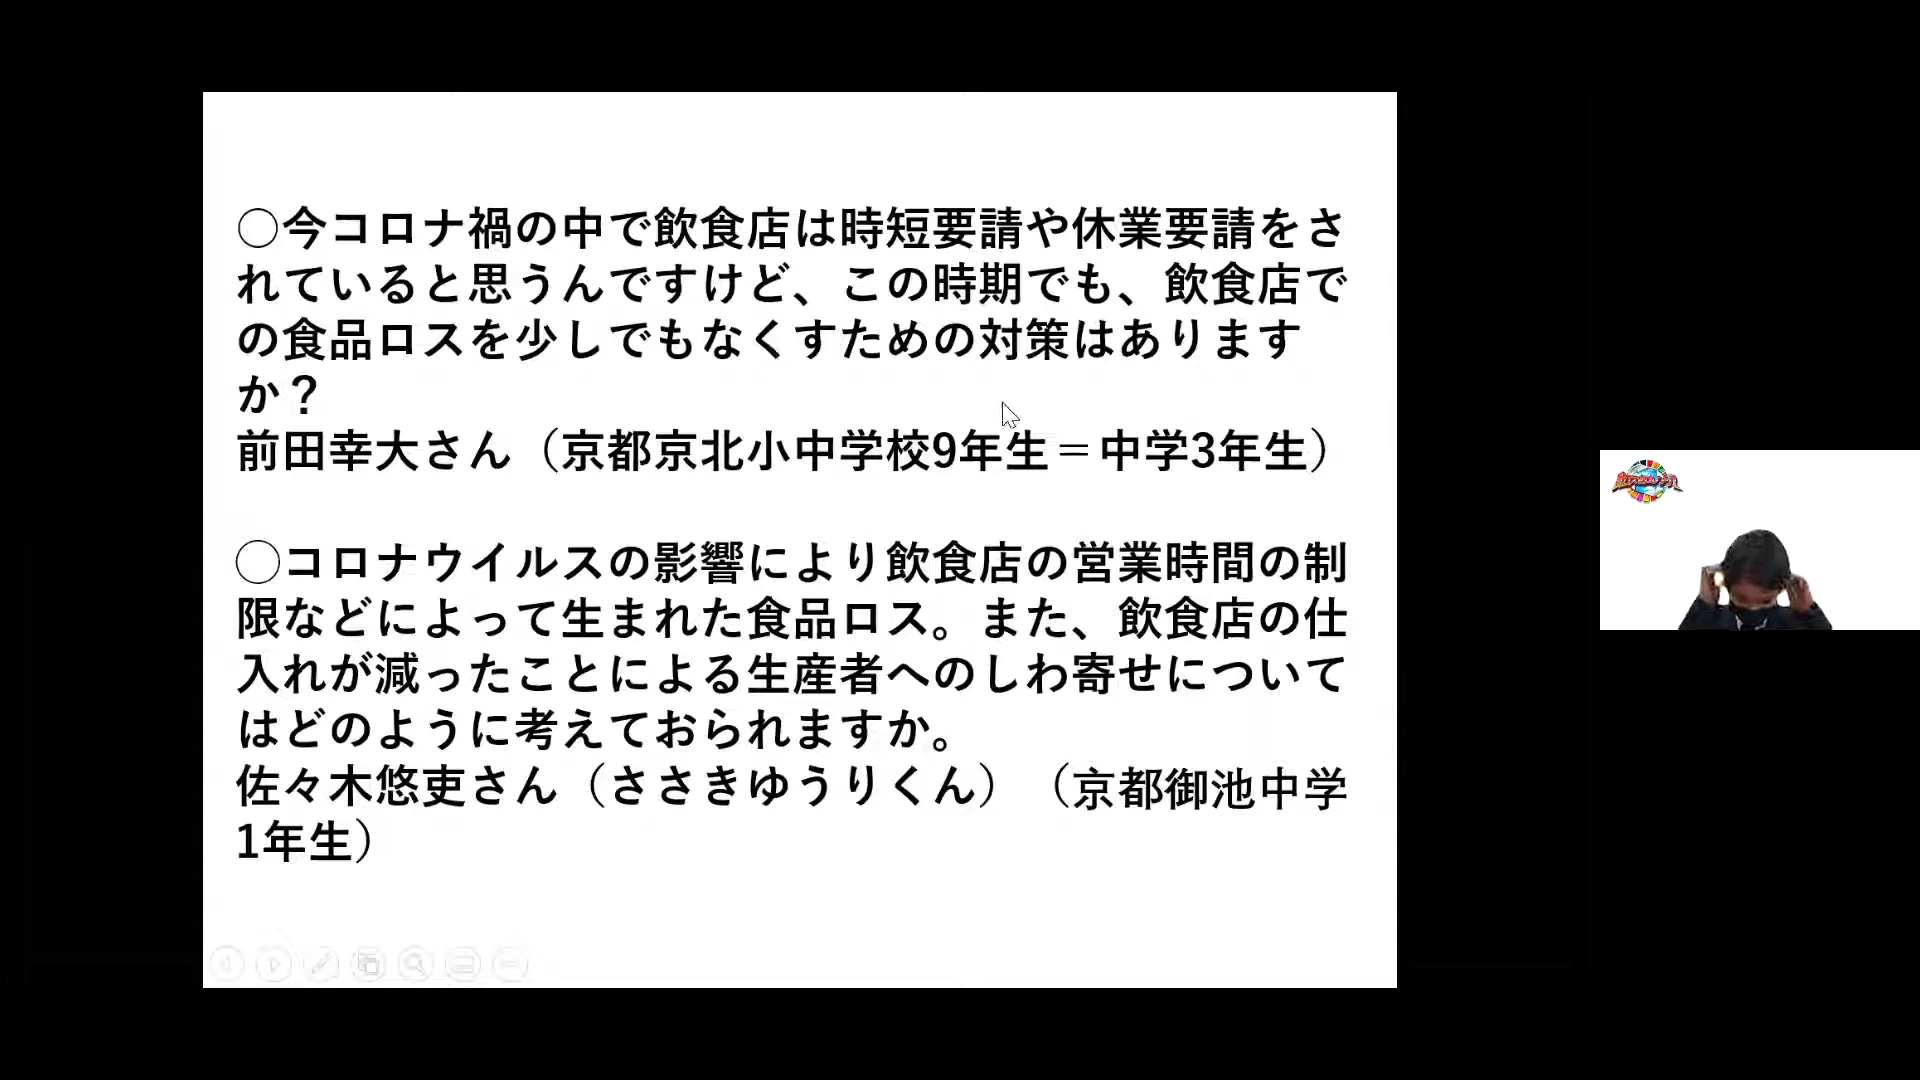 ○今コロナ禍の中で飲食店は時短要請や休業要請をさ
れていると思うんですけど、この時期でも、飲食店で
の食品ロスを少しでもなくすための対策はあります
か？
前田幸大さん（京都京北小中学校9年生＝中学3年生）
◯コロナウイルスの影響により飲食店の営業時間の制
限などによって生まれた食品ロス。また、飲食店の仕
入れが減ったことによる生産者へのしわ寄せについて
はどのように考えておられますか。
佐々木悠吏さん（ささきゆうりくん）（京都御池中学
1年生）